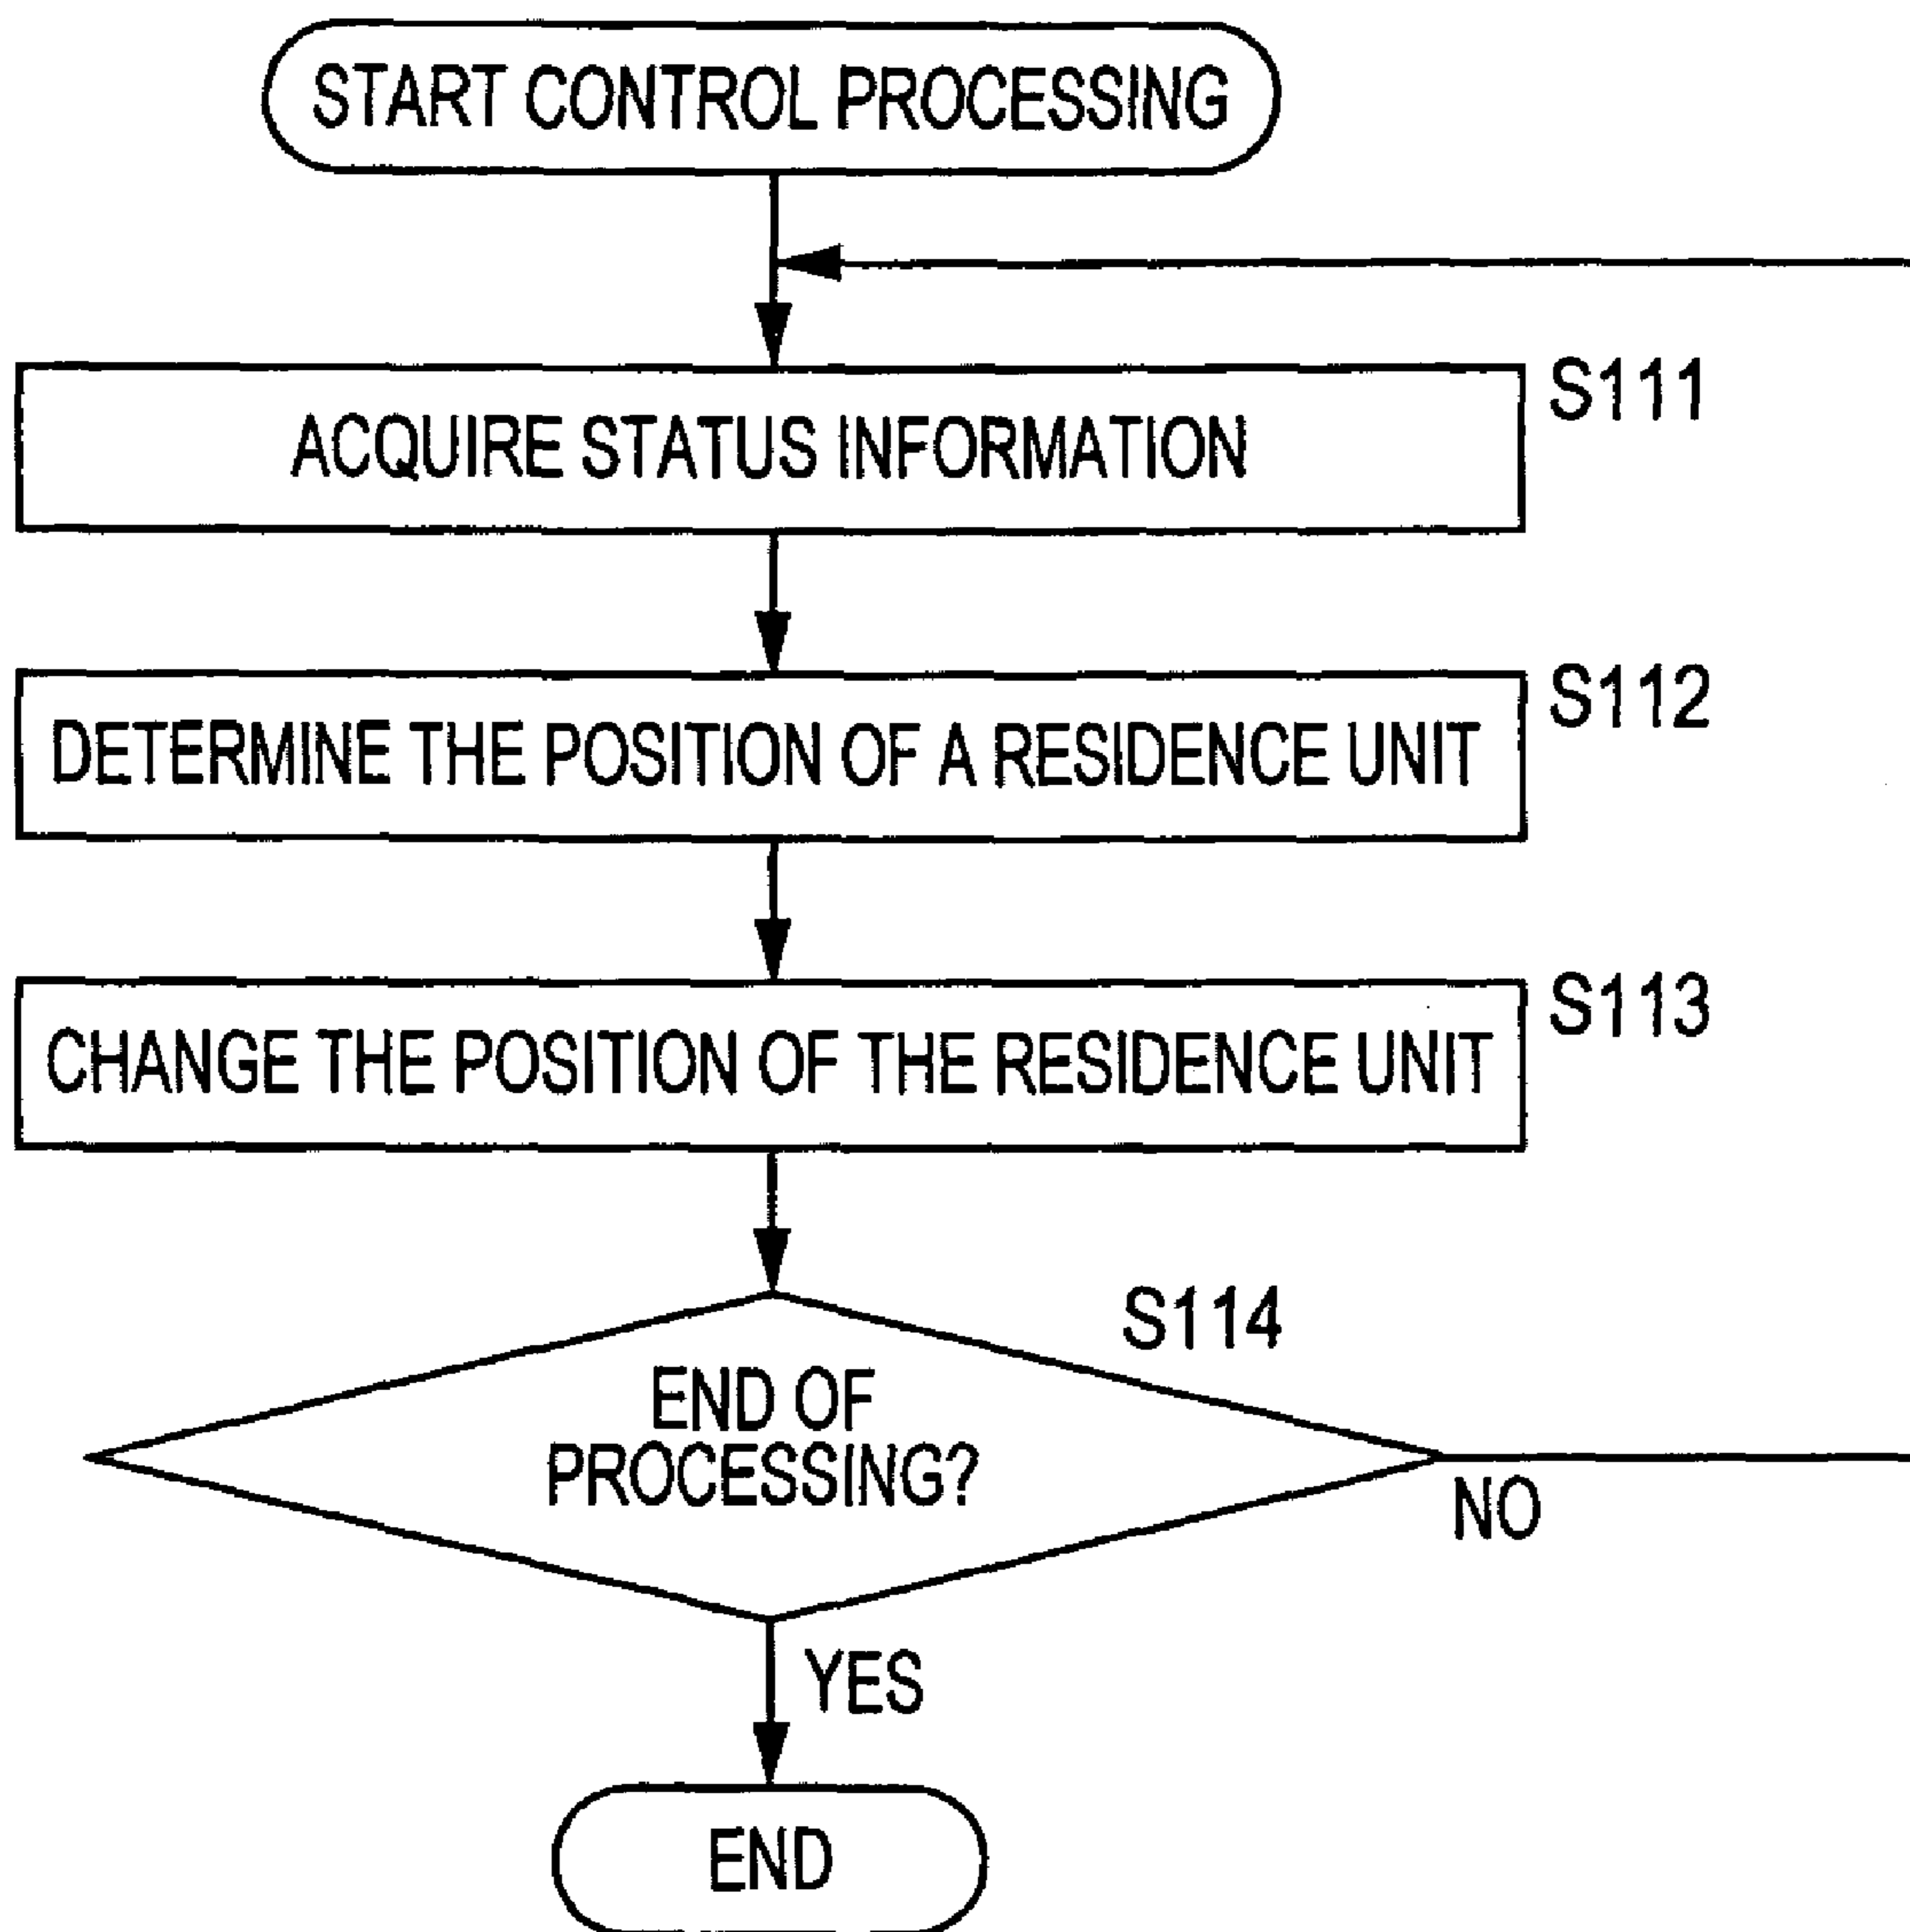 START CONTROL PROCESSING
S111
ACQUIRE STATUS INFORMATION
S112
DETERMINE THE POSITION OF A RESIDENCE UNIT
S113
CHANGE THE POSITION OF THE RESIDENCE UNIT
S114
END OF
PROCESSING?
NO
YES
END